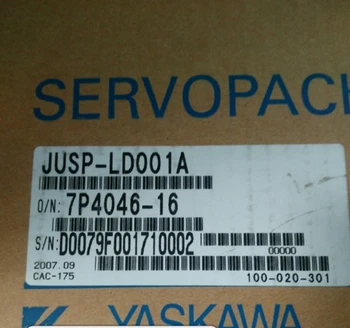 SERVOPACK
JUSP-LD001A
O/N: 7P4046-16
S/N: D0079F001710002
00000
2007.09
CAC-175
100-020-301
YASKAWA